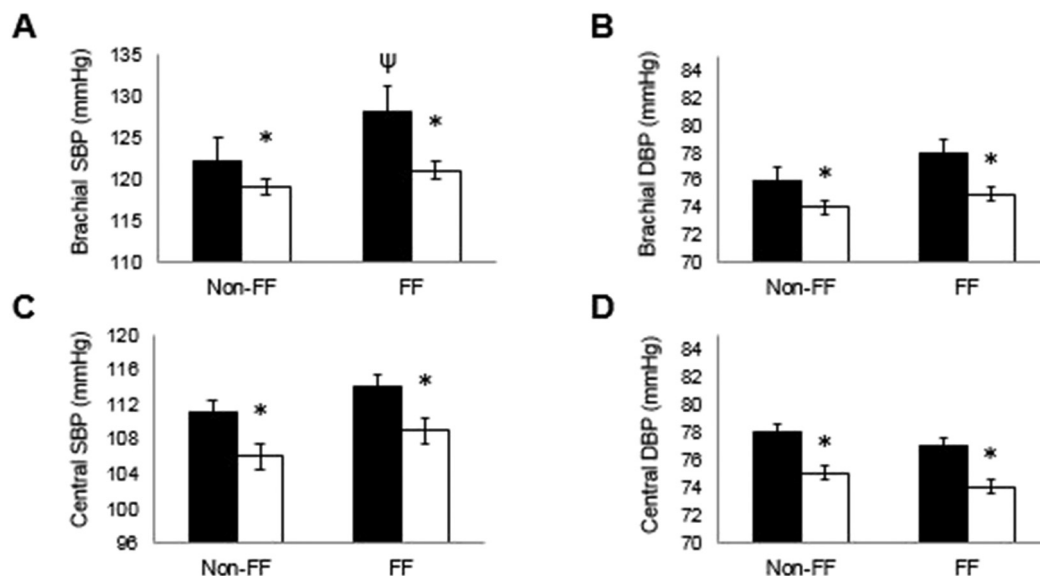 A
Brachial SBP (mmHg)
135
130
125
120
115
110
ψ
*
*
Non-FF
FF
B
Brachial DBP (mmHg)
84
82
80
78
76
74
72
70
*
*
Non-FF
FF
C
Central SBP (mmHg)
120
116
112
108
104
100
96
*
*
Non-FF
FF
D
Central DBP (mmHg)
84
82
80
78
76
74
72
70
*
*
Non-FF
FF